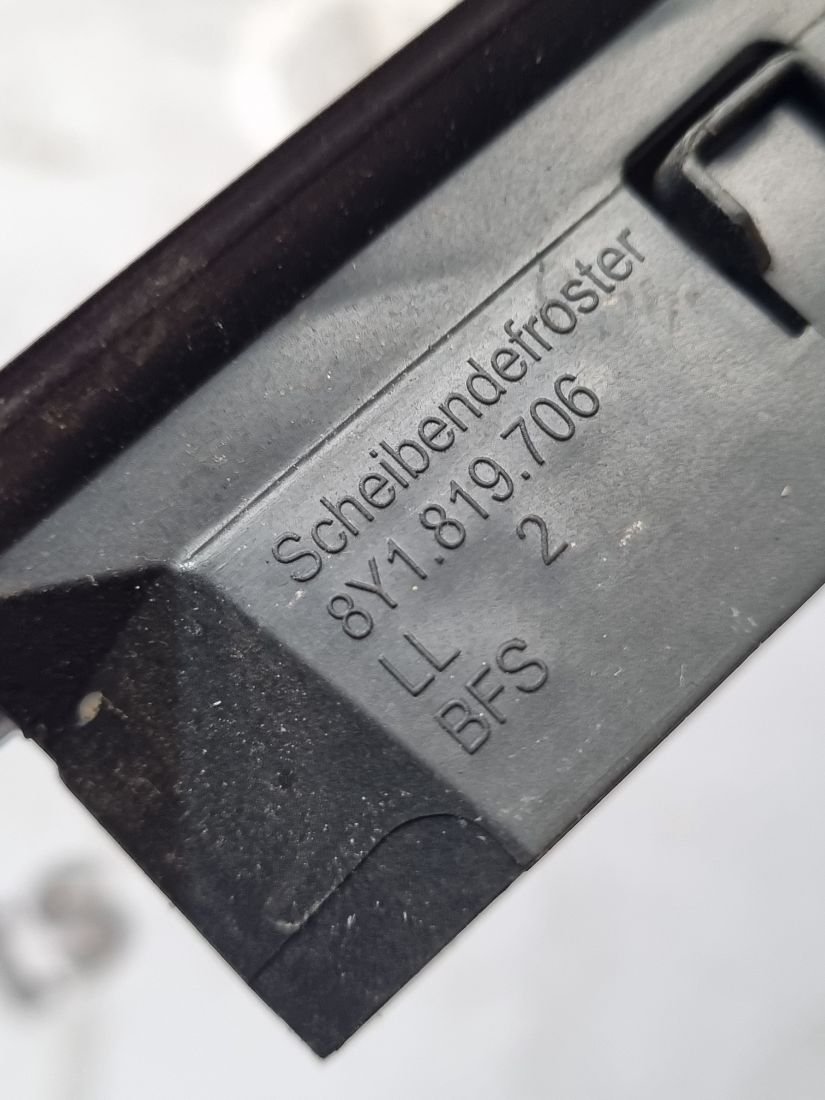 Scheibendefroster
8Y1.819.706
2
LL
BFS